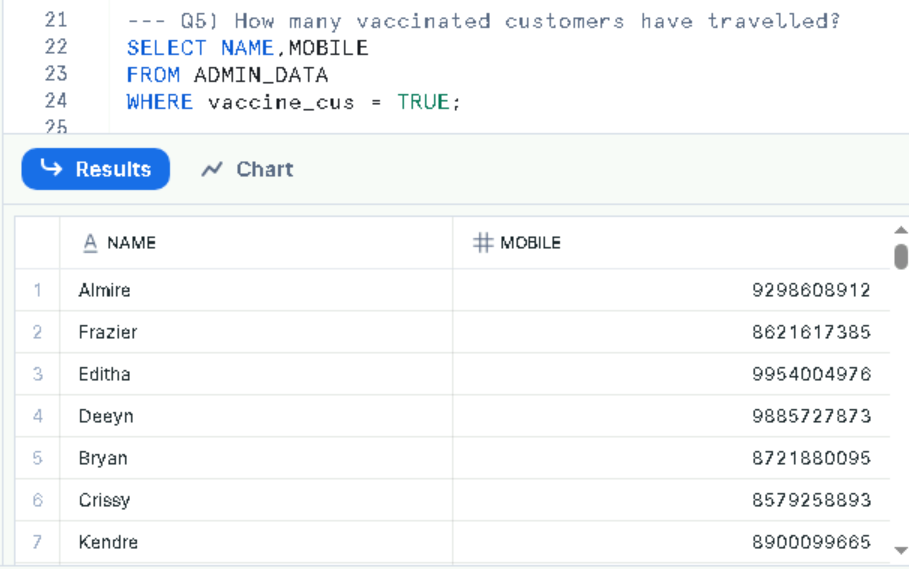 21 --- Q5) How many vaccinated customers have travelled?
22 SELECT NAME,MOBILE
23 FROM ADMIN_DATA
24 WHERE vaccine_cus = TRUE;
25
Results Chart
A NAME # MOBILE
1 Almire 9298608912
2 Frazier 8621617385
3 Editha 9954004976
4 Deeyn 9885727873
5 Bryan 8721880095
6 Crissy 8579258893
7 Kendre 8900099665